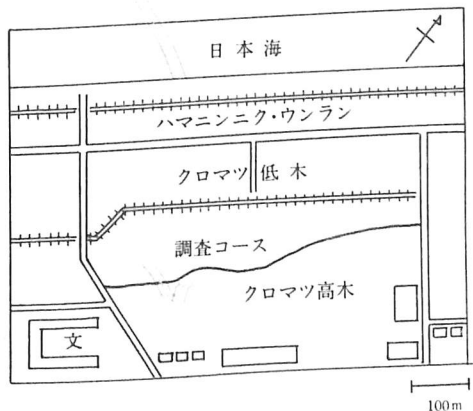 日本海
ハマニンニク・ウンラン
クロマツ低木
調査コース
クロマツ高木
文
100m